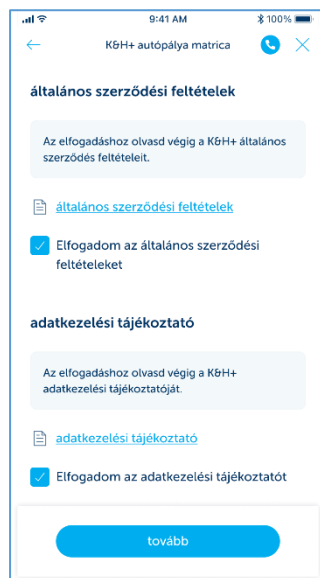 9:41 AM
100%
K&H+ autópálya matrica
általános szerződési feltételek
Az elfogadáshoz olvasd végig a K&H+ általános
szerződés feltételeit.
általános szerződési feltételek
Elfogadom az általános szerződési
feltételeket
adatkezelési tájékoztató
Az elfogadáshoz olvasd végig a K&H+
adatkezelési tájékoztatóját.
adatkezelési tájékoztató
Elfogadom az adatkezelési tájékoztatót
tovább